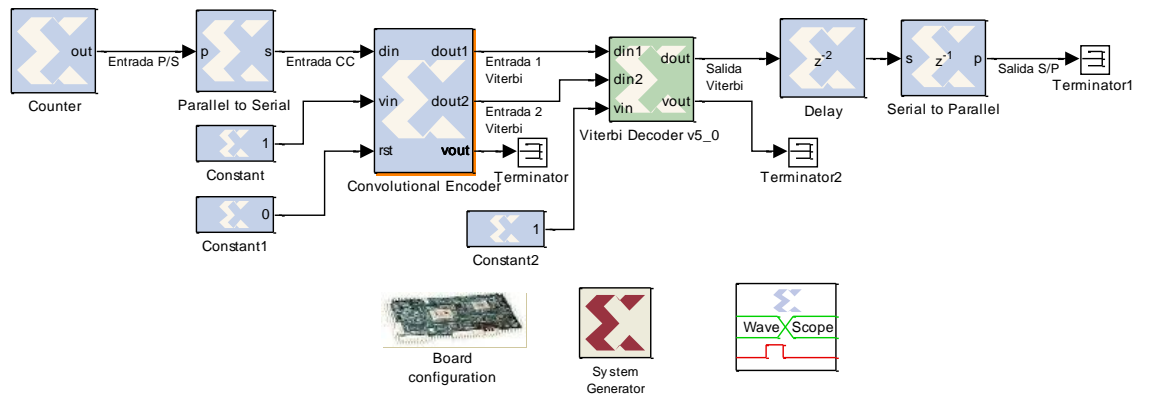 out
Counter
Entrada P/S
p
s
Parallel to Serial
Entrada CC
din
vin
rst
dout1
dout2
vout
Convolutional Encoder
1
Constant
0
Constant1
Entrada 1
Viterbi
Entrada 2
Viterbi
Terminator
din1
din2
vin
dout
vout
Viterbi Decoder v5_0
1
Constant2
Salida
Viterbi
Terminator2
z-2
Delay
s
z-1
p
Serial to Parallel
Salida S/P
Terminator1
Board
configuration
System
Generator
Wave
Scope